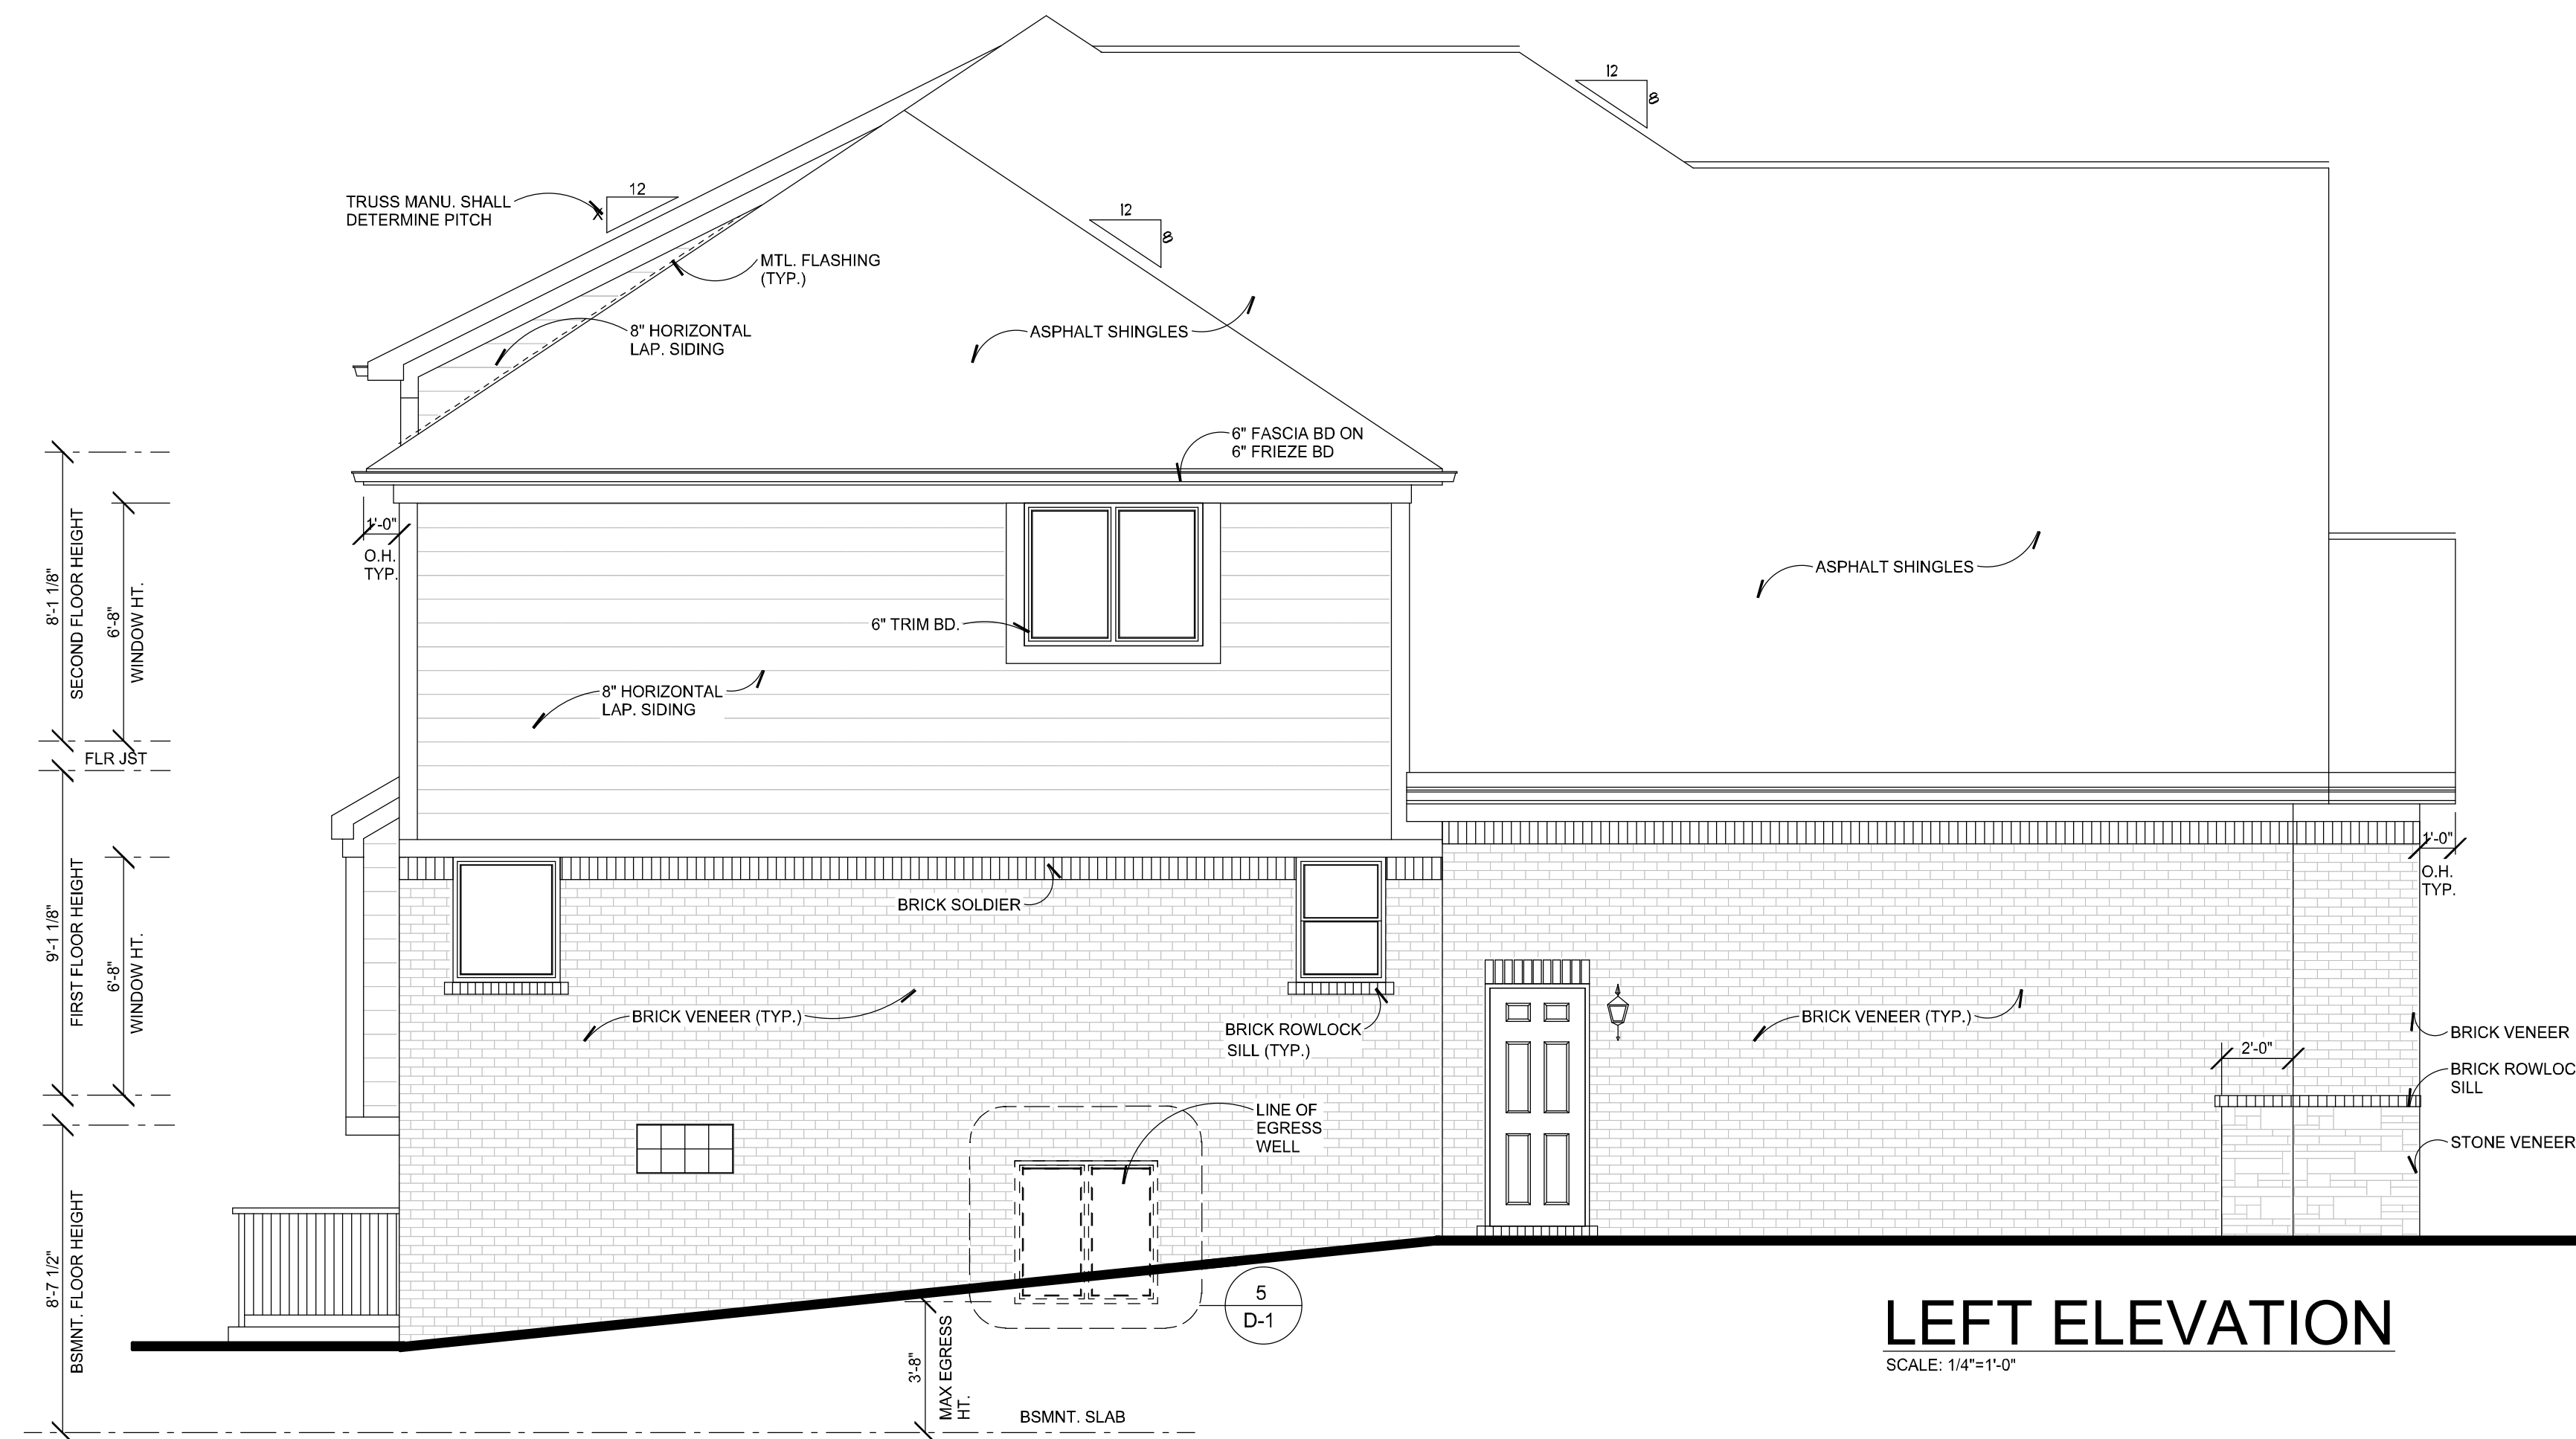 12
8
12
TRUSS MANU. SHALL
DETERMINE PITCH
X
12
8
MTL. FLASHING
(TYP.)
8" HORIZONTAL
LAP. SIDING
ASPHALT SHINGLES
6" FASCIA BD ON
6" FRIEZE BD
1'-0"
O.H.
TYP.
8'-1 1/8"
SECOND FLOOR HEIGHT
6'-8"
WINDOW HT.
ASPHALT SHINGLES
6" TRIM BD.
8" HORIZONTAL
LAP. SIDING
FLR JST
1'-0"
O.H.
TYP.
9'-1 1/8"
FIRST FLOOR HEIGHT
6'-8"
WINDOW HT.
BRICK SOLDIER
BRICK VENEER (TYP.)
BRICK ROWLOCK
SILL (TYP.)
BRICK VENEER (TYP.)
BRICK VENEER
2'-0"
BRICK ROWLOC
SILL
STONE VENEER
LINE OF
EGRESS
WELL
8'-7 1/2"
BSMNT. FLOOR HEIGHT
5
D-1
3'-8"
MAX EGRESS
HT.
BSMNT. SLAB
LEFT ELEVATION
SCALE: 1/4"=1'-0"